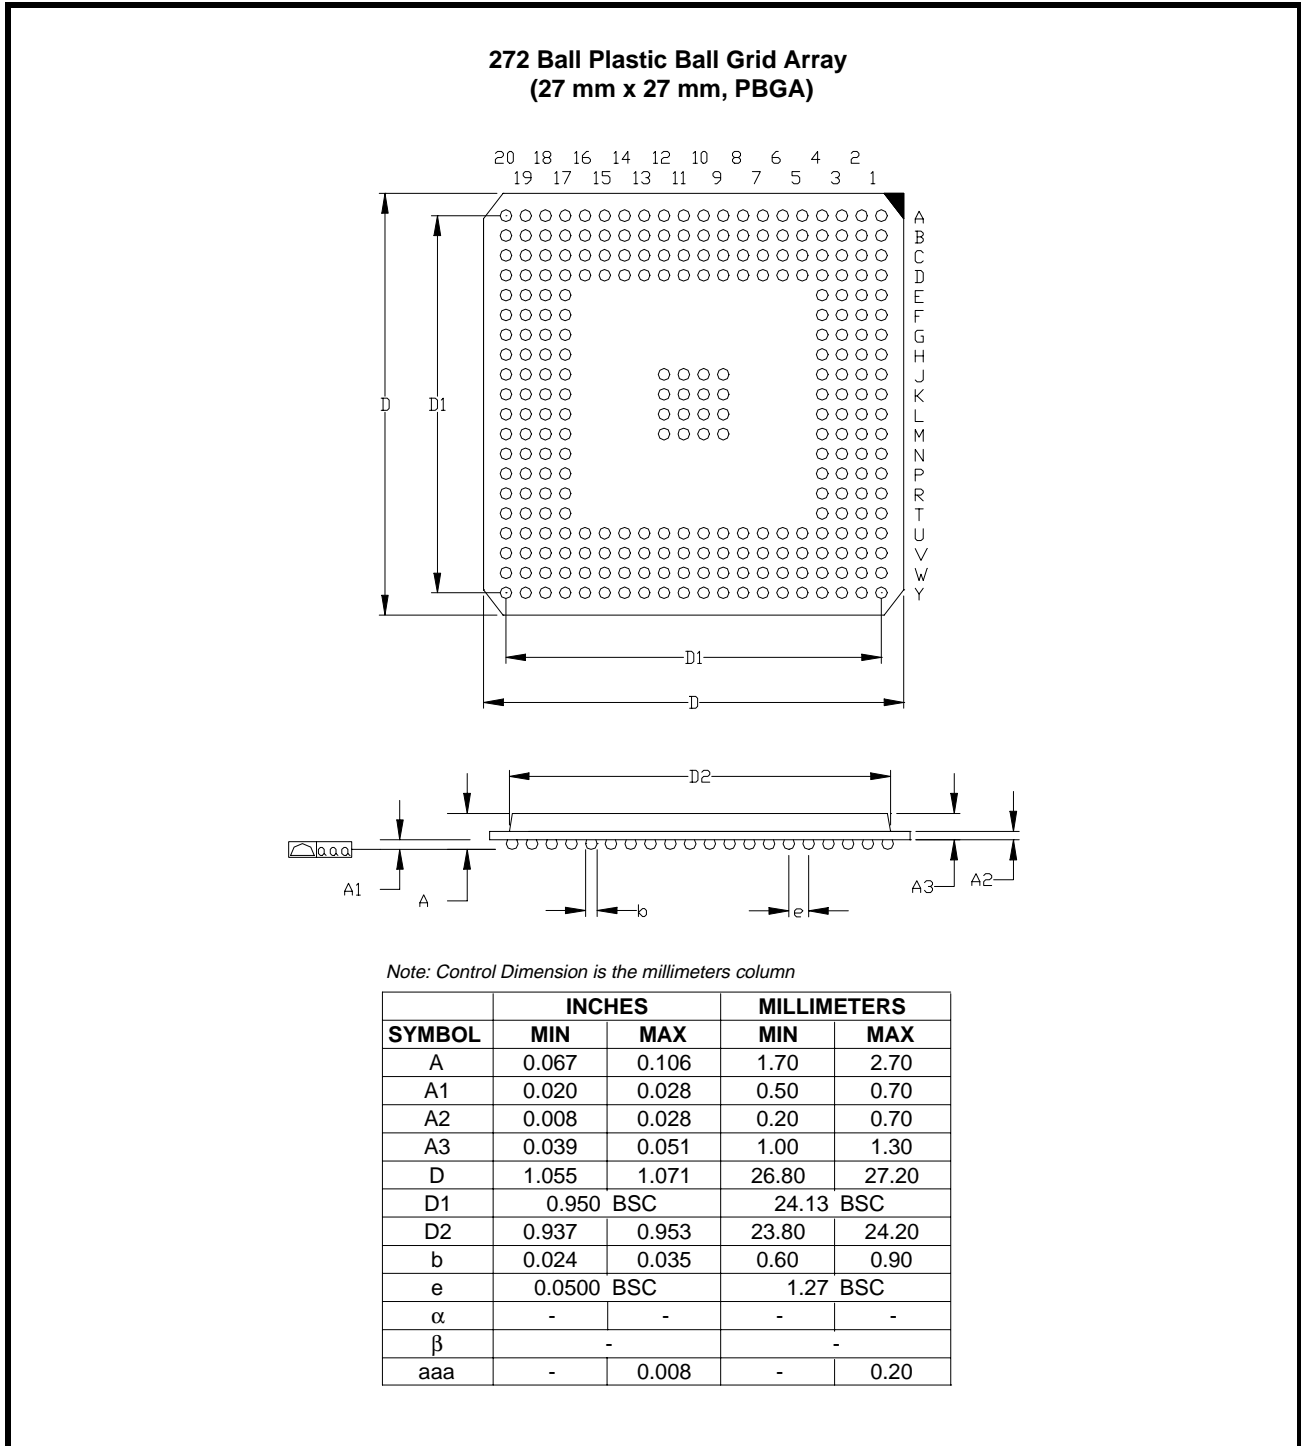 272 Ball Plastic Ball Grid Array
(27 mm x 27 mm, PBGA)
20 18 16 14 12 10 8 6 4 2
19 17 15 13 11 9 7 5 3 1
A
B
C
D
E
F
G
H
J
K
D D1 L
M
N
P
R
T
U
V
W
Y
D1
D
D2
aaa
A1 A A3 A2
b e
Note: Control Dimension is the millimeters column
INCHES MILLIMETERS
SYMBOL MIN MAX MIN MAX
A 0.067 0.106 1.70 2.70
A1 0.020 0.028 0.50 0.70
A2 0.008 0.028 0.20 0.70
A3 0.039 0.051 1.00 1.30
D 1.055 1.071 26.80 27.20
D1 0.950 BSC 24.13 BSC
D2 0.937 0.953 23.80 24.20
b 0.024 0.035 0.60 0.90
e 0.0500 BSC 1.27 BSC
α - - - -
β - -
aaa - 0.008 - 0.20